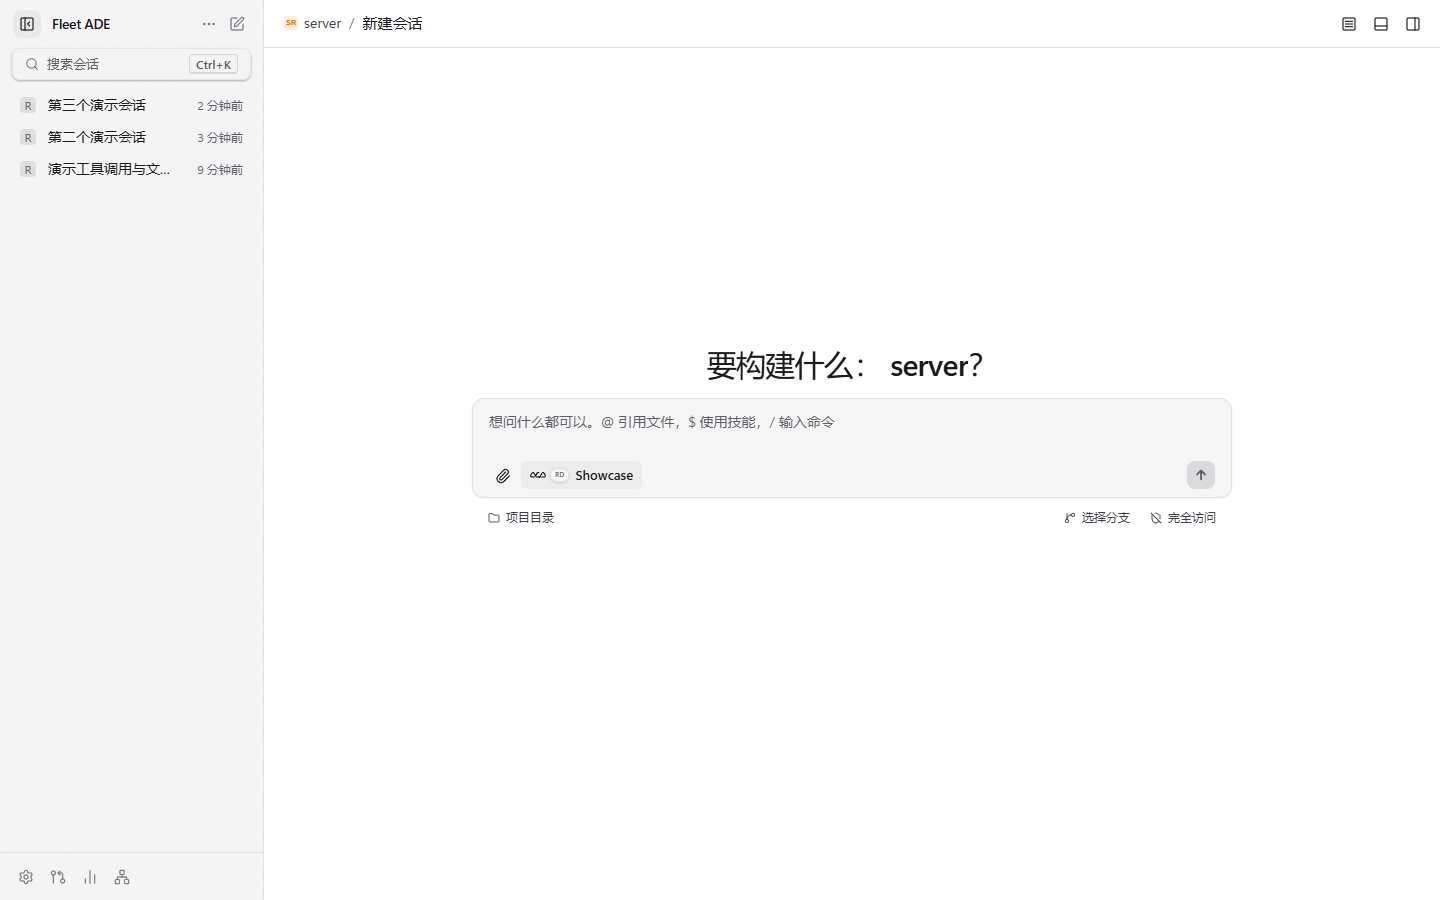 Fleet ADE
搜索会话 Ctrl+K
R 第三个演示会话 2 分钟前
R 第二个演示会话 3 分钟前
R 演示工具调用与文... 9 分钟前
SR server / 新建会话
要构建什么： server？
想问什么都可以。@ 引用文件，$ 使用技能，/ 输入命令
RD Showcase
项目目录 选择分支 完全访问